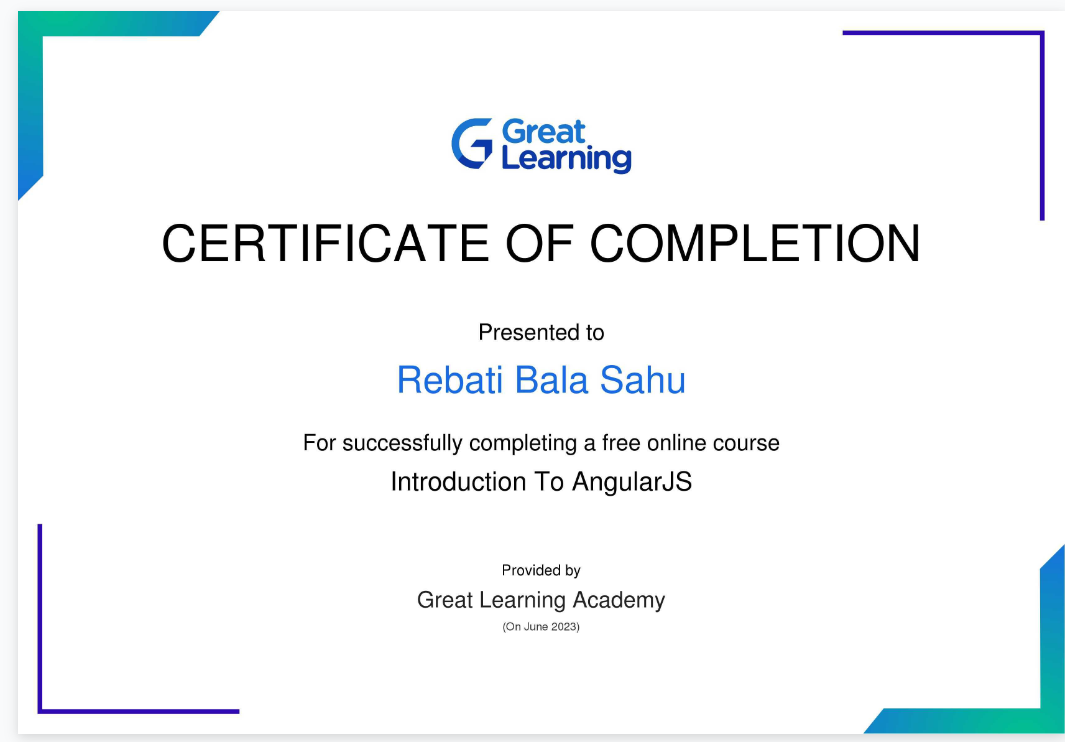 Great
Learning
CERTIFICATE OF COMPLETION
Presented to
Rebati Bala Sahu
For successfully completing a free online course
Introduction To AngularJS
Provided by
Great Learning Academy
(On June 2023)